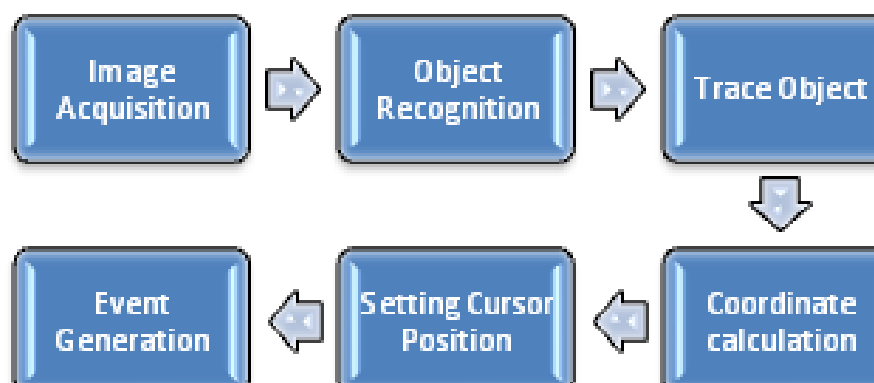 Image
Acquisition
Object
Recognition
Trace Object
Event
Generation
Setting Cursor
Position
Coordinate
calculation